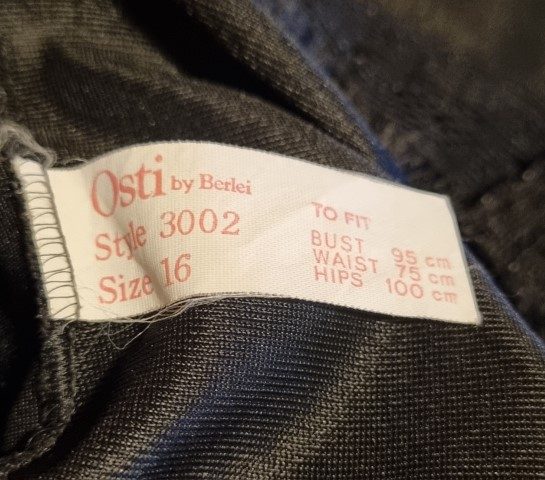 Osti by Berlei
Style 3002
Size 16
TO FIT
BUST 95 cm
WAIST 75 cm
HIPS 100 cm